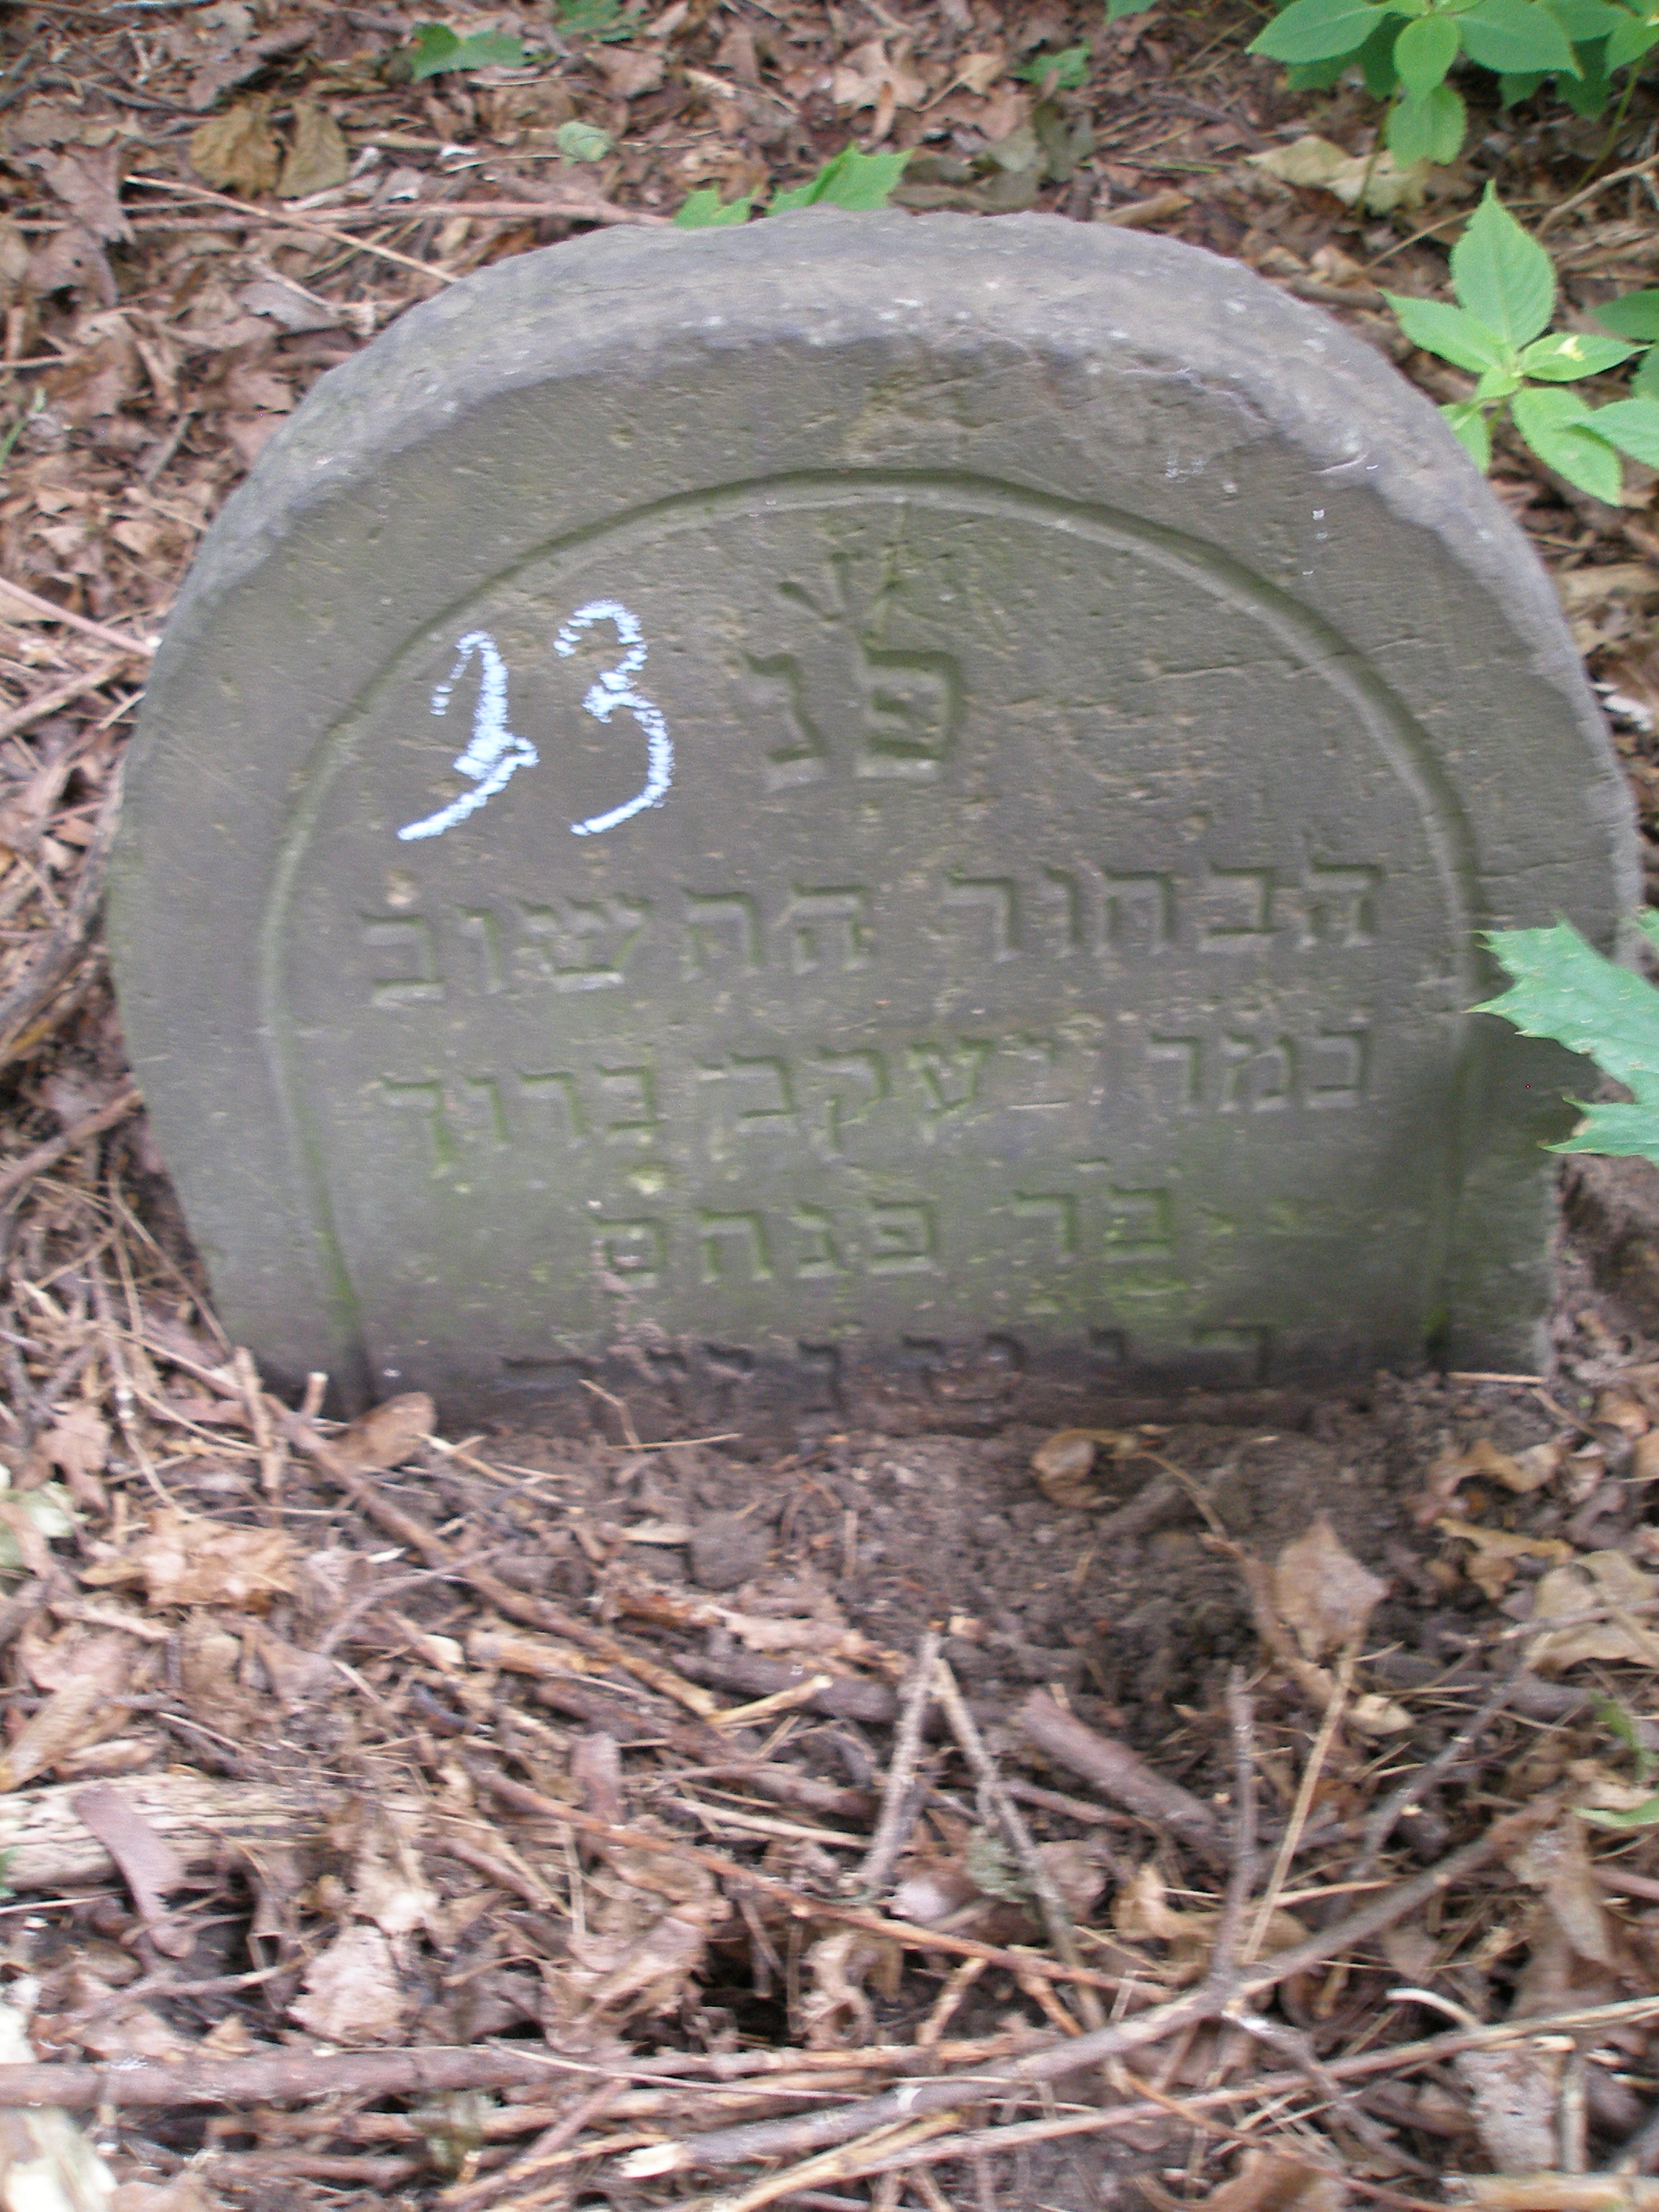 33
פנ
הבחור החשוב
כמר יעקב ברוך
בר פנחס